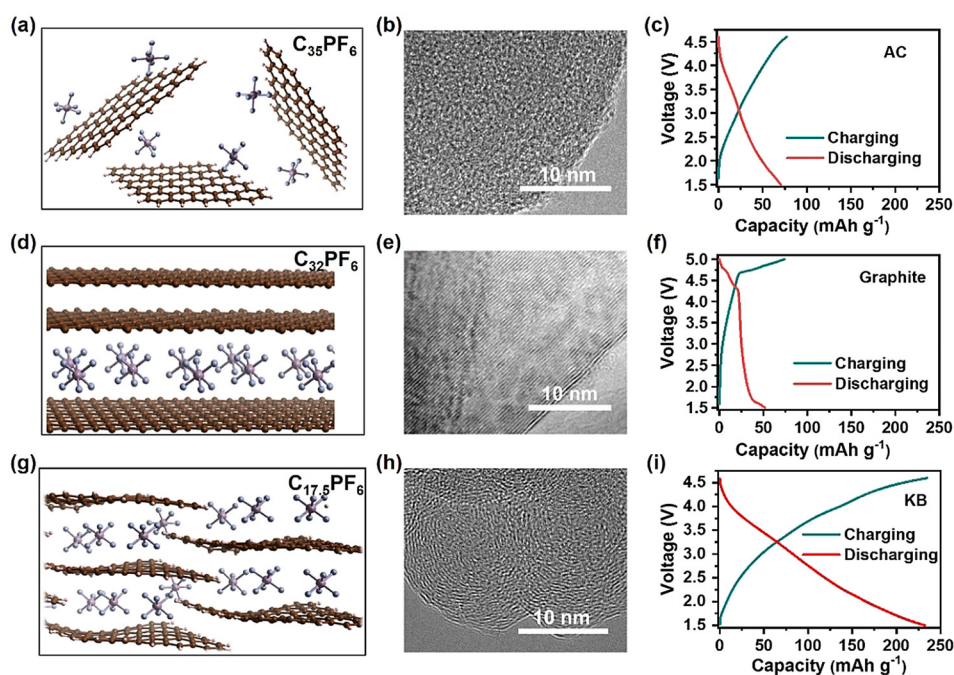 (a)
C₃₅PF₆
(b)
10 nm
(c)
AC
Charging
Discharging
Voltage (V)
4.5
4.0
3.5
3.0
2.5
2.0
1.5
0 50 100 150 200 250
Capacity (mAh g⁻¹)
(d)
C₃₂PF₆
(e)
10 nm
(f)
Graphite
Charging
Discharging
Voltage (V)
5.0
4.5
4.0
3.5
3.0
2.5
2.0
1.5
0 50 100 150 200 250
Capacity (mAh g⁻¹)
(g)
C₁₇.₅PF₆
(h)
10 nm
(i)
KB
Charging
Discharging
Voltage (V)
4.5
4.0
3.5
3.0
2.5
2.0
1.5
0 50 100 150 200 250
Capacity (mAh g⁻¹)